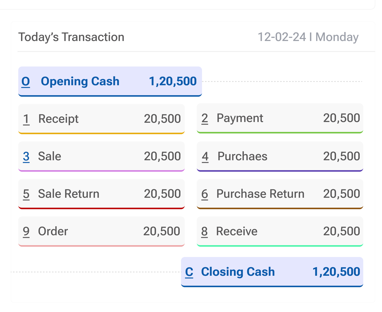 Today's Transaction 12-02-24 I Monday
O Opening Cash 1,20,500
1 Receipt 20,500 2 Payment 20,500
3 Sale 20,500 4 Purchaes 20,500
5 Sale Return 20,500 6 Purchase Return 20,500
9 Order 20,500 8 Receive 20,500
C Closing Cash 1,20,500